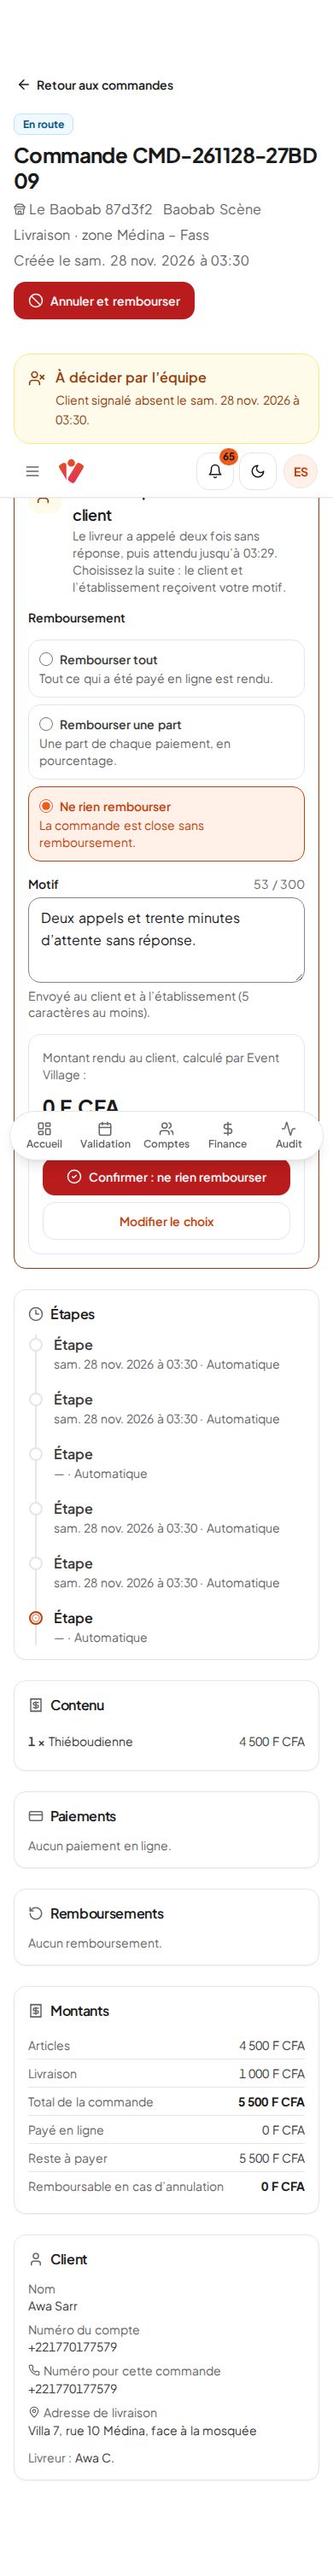 Retour aux commandes
En route
Commande CMD-261128-27BD
09
Le Baobab 87d3f2 Baobab Scène
Livraison · zone Médina – Fass
Créée le sam. 28 nov. 2026 à 03:30
Annuler et rembourser
À décider par l’équipe
Client signalé absent le sam. 28 nov. 2026 à
03:30.
65
ES
client
Le livreur a appelé deux fois sans
réponse, puis attendu jusqu’à 03:29.
Choisissez la suite : le client et
l’établissement reçoivent votre motif.
Remboursement
Rembourser tout
Tout ce qui a été payé en ligne est rendu.
Rembourser une part
Une part de chaque paiement, en
pourcentage.
Ne rien rembourser
La commande est close sans
remboursement.
Motif 53 / 300
Deux appels et trente minutes
d’attente sans réponse.
Envoyé au client et à l’établissement (5
caractères au moins).
Montant rendu au client, calculé par Event
Village :
0 F CFA
Accueil Validation Comptes Finance Audit
Confirmer : ne rien rembourser
Modifier le choix
Étapes
Étape
sam. 28 nov. 2026 à 03:30 · Automatique
Étape
sam. 28 nov. 2026 à 03:30 · Automatique
Étape
— · Automatique
Étape
sam. 28 nov. 2026 à 03:30 · Automatique
Étape
sam. 28 nov. 2026 à 03:30 · Automatique
Étape
— · Automatique
Contenu
1 × Thiéboudienne 4 500 F CFA
Paiements
Aucun paiement en ligne.
Remboursements
Aucun remboursement.
Montants
Articles 4 500 F CFA
Livraison 1 000 F CFA
Total de la commande 5 500 F CFA
Payé en ligne 0 F CFA
Reste à payer 5 500 F CFA
Remboursable en cas d’annulation 0 F CFA
Client
Nom
Awa Sarr
Numéro du compte
+221770177579
Numéro pour cette commande
+221770177579
Adresse de livraison
Villa 7, rue 10 Médina, face à la mosquée
Livreur : Awa C.